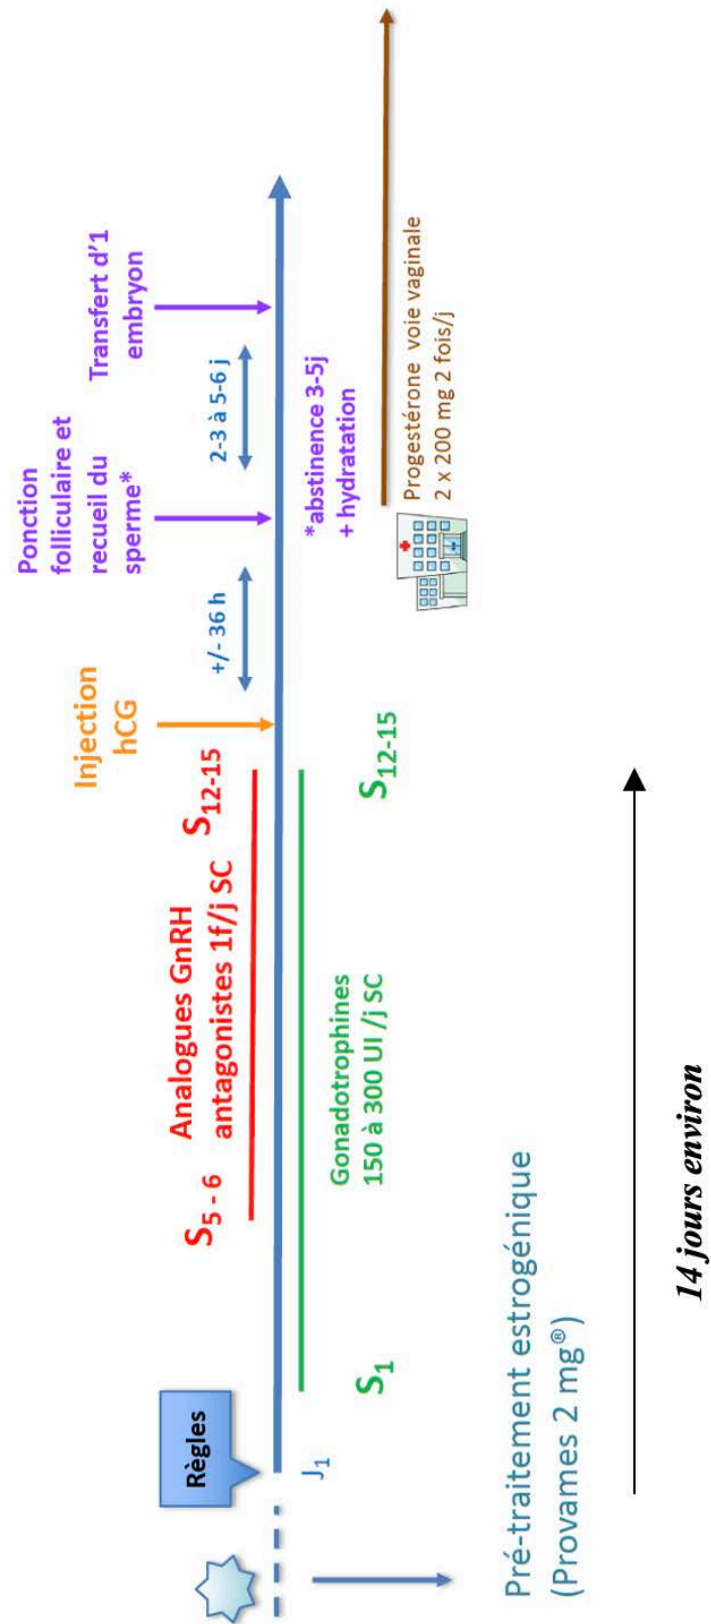 Règles
J1
Pré-traitement estrogénique
(Provames 2 mg®)
S1
Gonadotrophines
150 à 300 UI /j SC
S12-15
S5 - 6
Analogues GnRH
antagonistes 1f/j SC
S12-15
Injection
hCG
+/- 36 h
Ponction
folliculaire et
recueil du
sperme*
2-3 à 5-6 j
Transfert d’1
embryon
*abstinence 3-5j
+ hydratation
Progestérone voie vaginale
2 x 200 mg 2 fois/j
14 jours environ